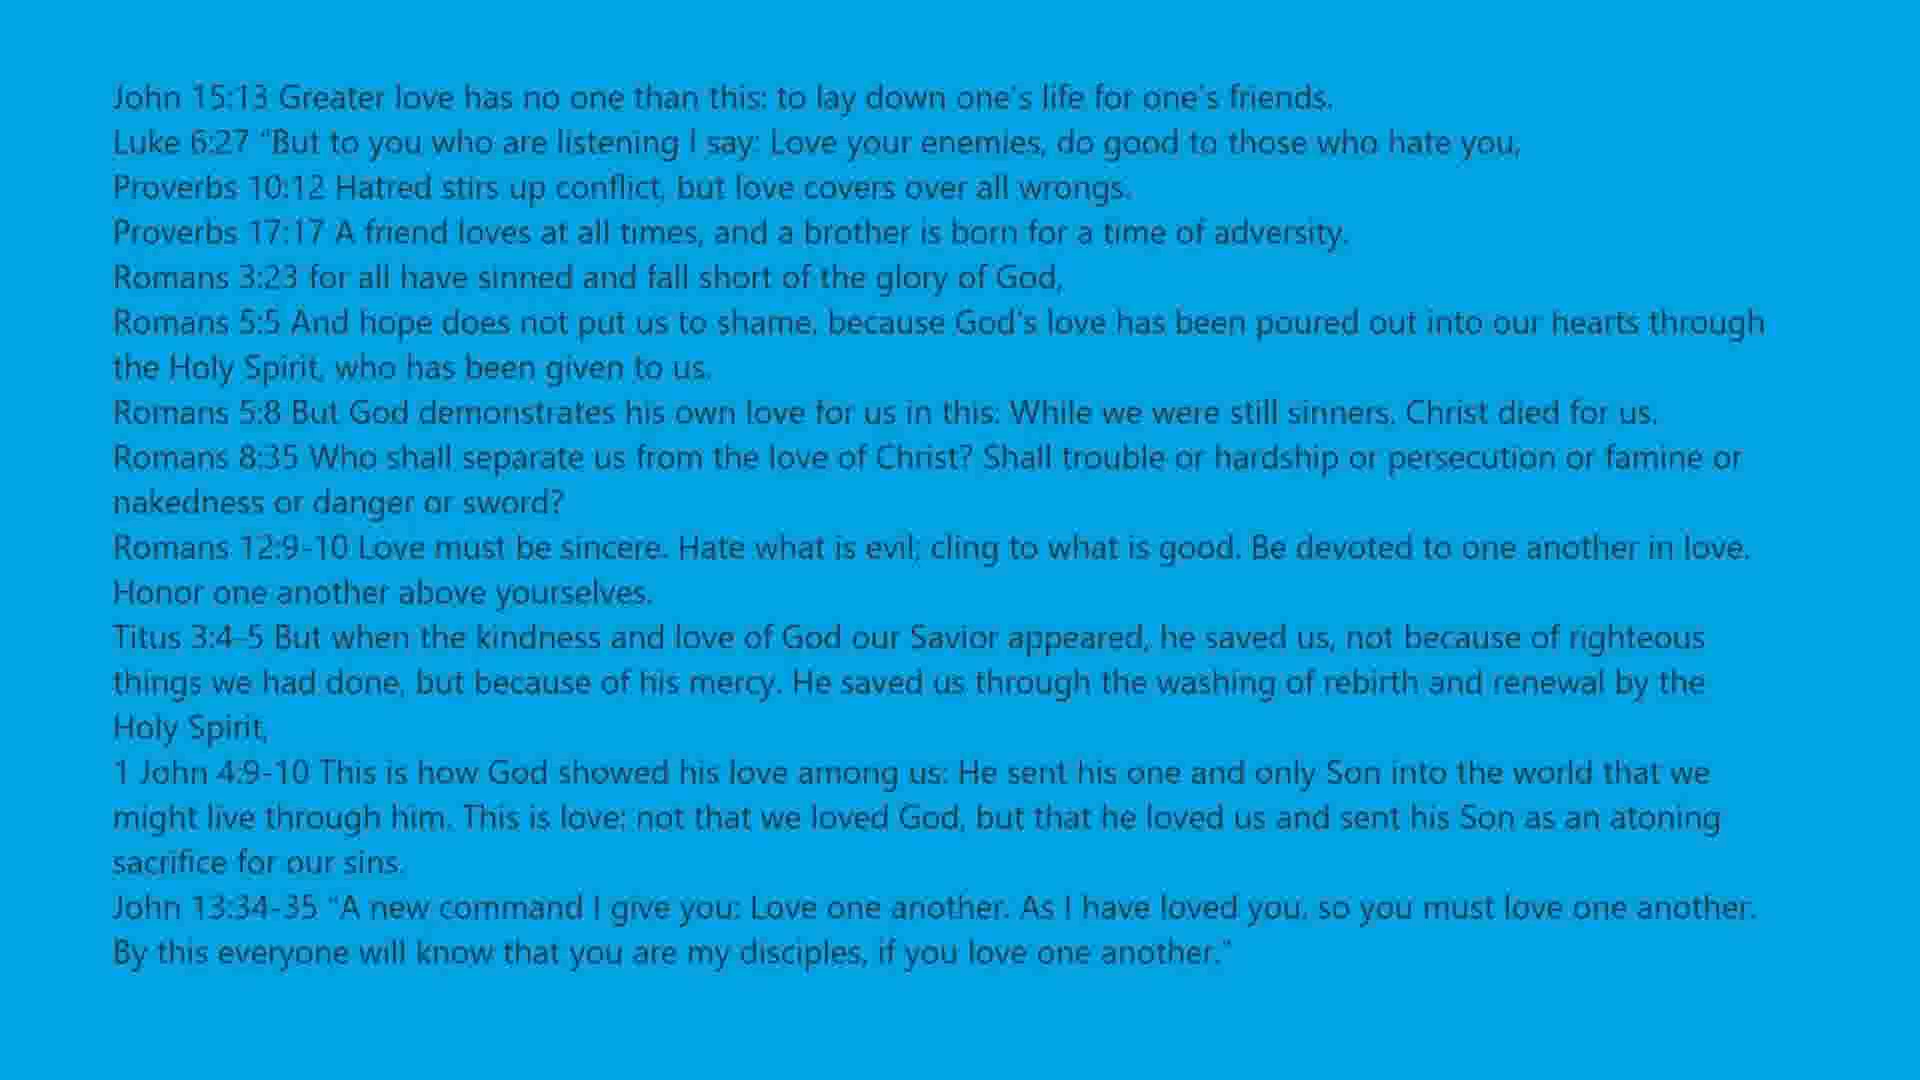 John 15:13 Greater love has no one than this: to lay down one's life for one's friends.
Luke 6:27 "But to you who are listening I say: Love your enemies, do good to those who hate you,
Proverbs 10:12 Hatred stirs up conflict, but love covers over all wrongs.
Proverbs 17:17 A friend loves at all times, and a brother is born for a time of adversity.
Romans 3:23 for all have sinned and fall short of the glory of God,
Romans 5:5 And hope does not put us to shame, because God's love has been poured out into our hearts through
the Holy Spirit, who has been given to us.
Romans 5:8 But God demonstrates his own love for us in this: While we were still sinners, Christ died for us.
Romans 8:35 Who shall separate us from the love of Christ? Shall trouble or hardship or persecution or famine or
nakedness or danger or sword?
Romans 12:9-10 Love must be sincere. Hate what is evil; cling to what is good. Be devoted to one another in love.
Honor one another above yourselves.
Titus 3:4-5 But when the kindness and love of God our Savior appeared, he saved us, not because of righteous
things we had done, but because of his mercy. He saved us through the washing of rebirth and renewal by the
Holy Spirit,
1 John 4:9-10 This is how God showed his love among us: He sent his one and only Son into the world that we
might live through him. This is love: not that we loved God, but that he loved us and sent his Son as an atoning
sacrifice for our sins.
John 13:34-35 "A new command I give you: Love one another. As I have loved you, so you must love one another.
By this everyone will know that you are my disciples, if you love one another."